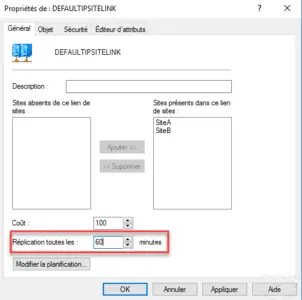 Propriétés de : DEFAULTIPSITELINK
Général Objet Sécurité Éditeur d'attributs
DEFAULTIPSITELINK
Description :
Sites absents de ce lien de sites :
Sites présents dans ce lien de sites :
SiteA
SiteB
Ajouter >>
<< Supprimer
Coût : 100
Réplication toutes les : 60 minutes
Modifier la planification...
OK Annuler Appliquer Aide